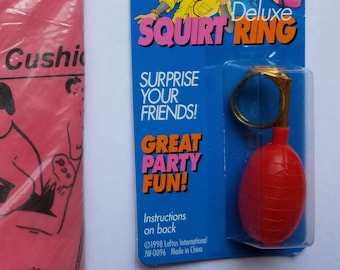 Cushio
Deluxe
SQUIRT RING
SURPRISE
YOUR
FRIENDS!
GREAT
PARTY
FUN!
Instructions
on back
©1998 Loftus International
JW-0096 Made in China